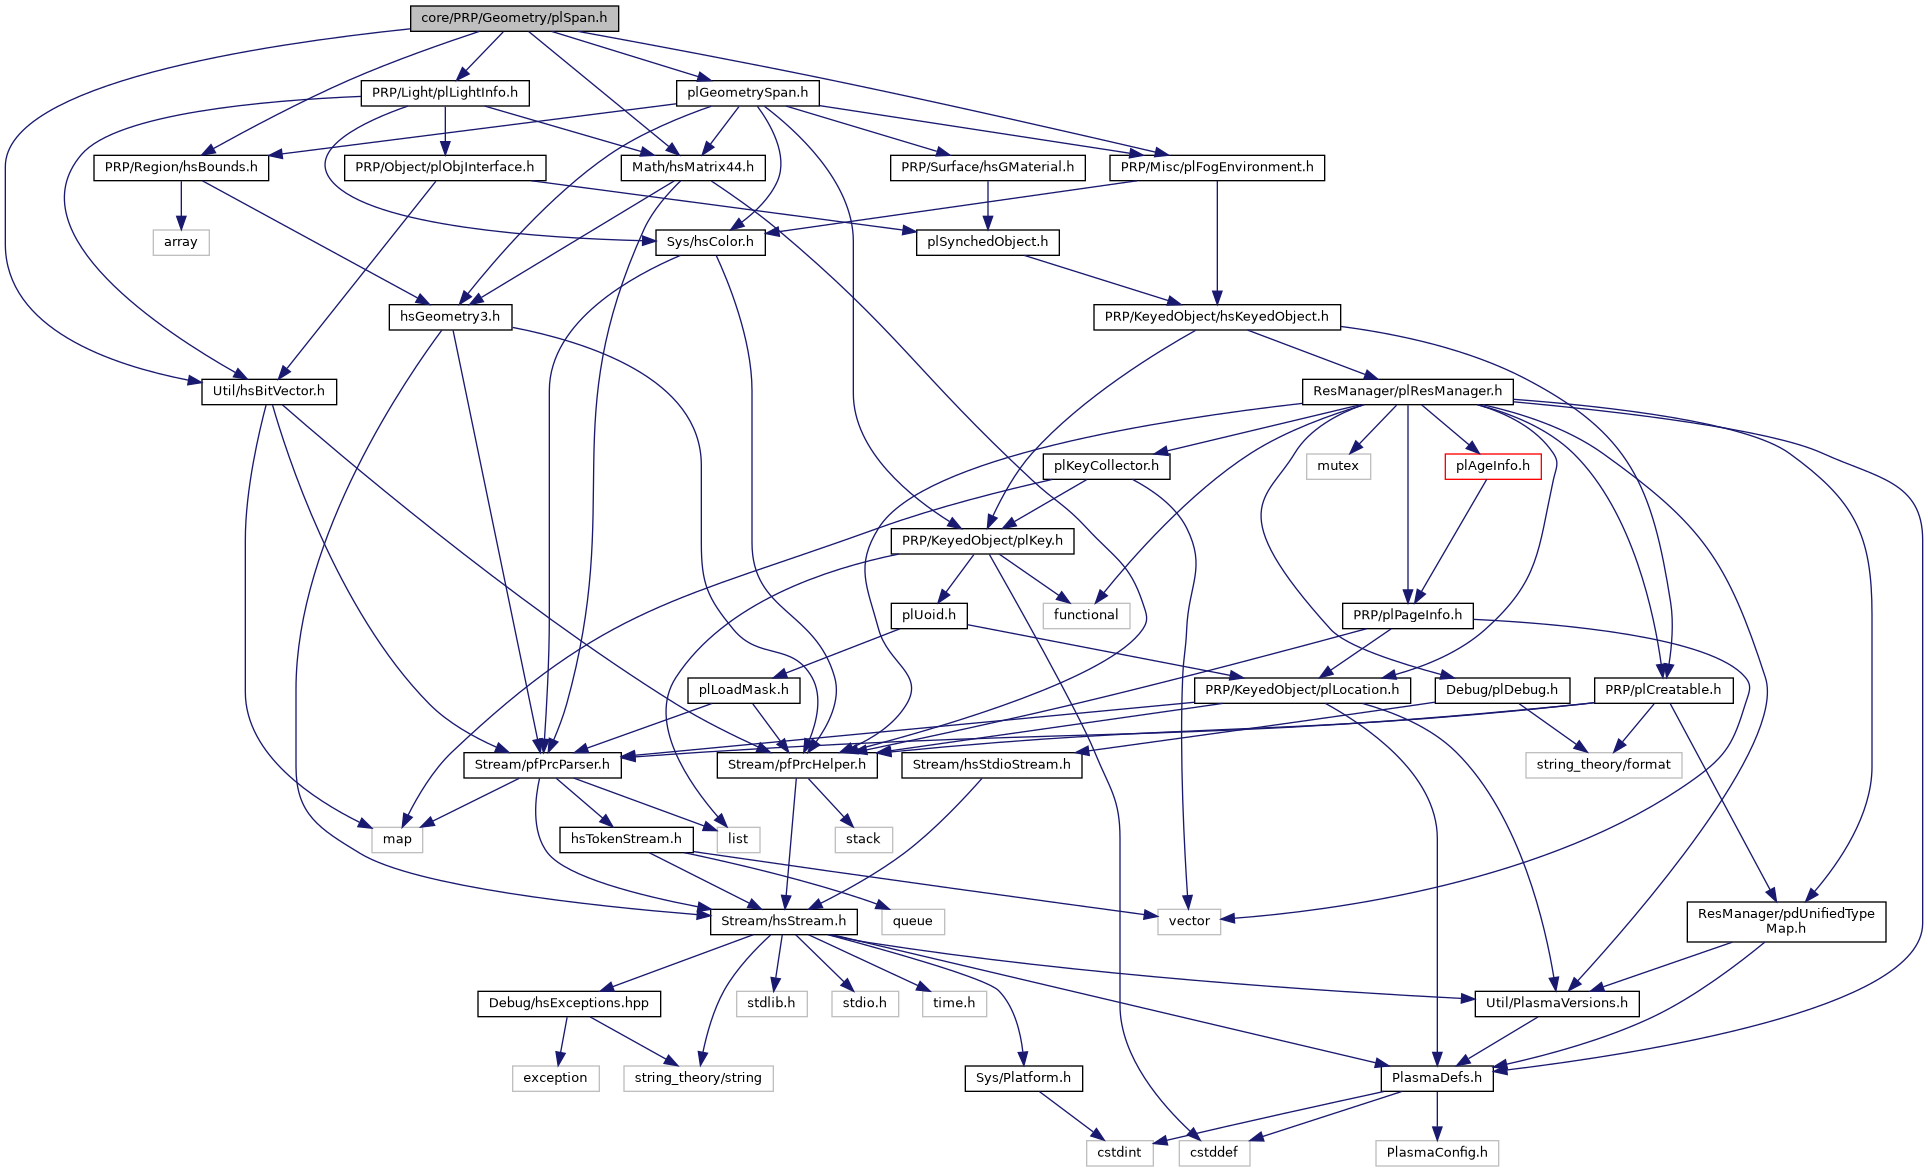 core/PRP/Geometry/plSpan.h
PRP/Light/plLightInfo.h
plGeometrySpan.h
PRP/Region/hsBounds.h
PRP/Object/plObjInterface.h
Math/hsMatrix44.h
PRP/Surface/hsGMaterial.h
PRP/Misc/plFogEnvironment.h
array
Sys/hsColor.h
plSynchedObject.h
hsGeometry3.h
PRP/KeyedObject/hsKeyedObject.h
Util/hsBitVector.h
ResManager/plResManager.h
plKeyCollector.h
mutex
plAgeInfo.h
PRP/KeyedObject/plKey.h
plUoid.h
functional
PRP/plPageInfo.h
plLoadMask.h
PRP/KeyedObject/plLocation.h
Debug/plDebug.h
PRP/plCreatable.h
Stream/pfPrcParser.h
Stream/pfPrcHelper.h
Stream/hsStdioStream.h
string_theory/format
map
hsTokenStream.h
list
stack
Stream/hsStream.h
queue
vector
ResManager/pdUnifiedType
Map.h
Debug/hsExceptions.hpp
stdlib.h
stdio.h
time.h
Util/PlasmaVersions.h
exception
string_theory/string
Sys/Platform.h
PlasmaDefs.h
cstdint
cstddef
PlasmaConfig.h